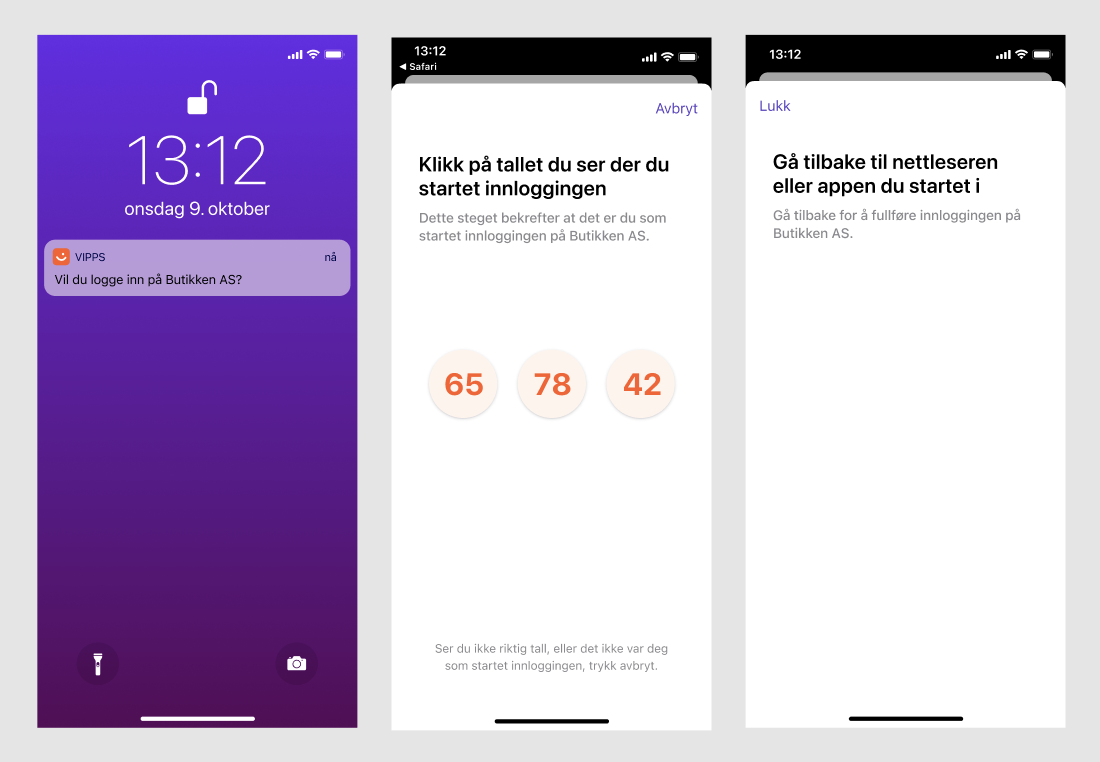 13:12
onsdag 9. oktober
VIPPS nå
Vil du logge inn på Butikken AS?
13:12
◀ Safari
Avbryt
Klikk på tallet du ser der du
startet innloggingen
Dette steget bekrefter at det er du som
startet innloggingen på Butikken AS.
65 78 42
Ser du ikke riktig tall, eller det ikke var deg
som startet innloggingen, trykk avbryt.
13:12
Lukk
Gå tilbake til nettleseren
eller appen du startet i
Gå tilbake for å fullføre innloggingen på
Butikken AS.